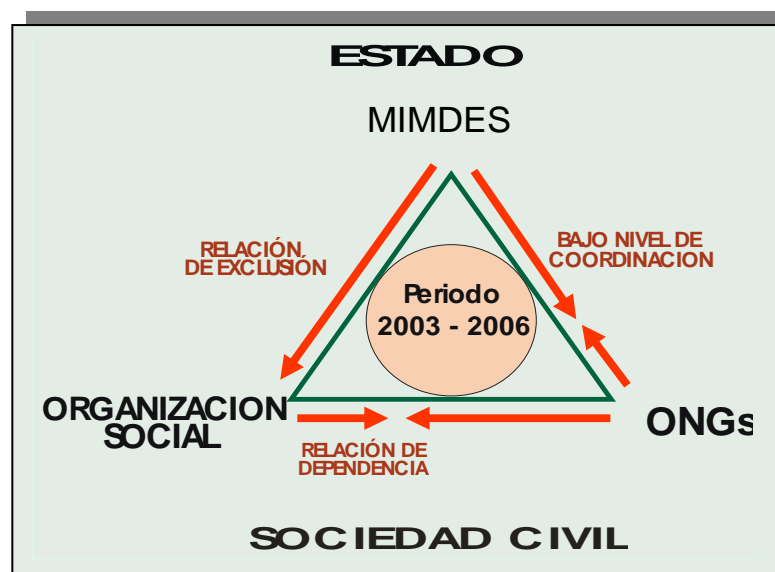 ESTADO
MIMDES
RELACIÓN
DE EXCLUSIÓN
BAJO NIVEL DE
COORDINACION
Periodo
2003 - 2006
ORGANIZACION
SOCIAL
ONGs
RELACIÓN DE
DEPENDENCIA
SOCIEDAD CIVIL